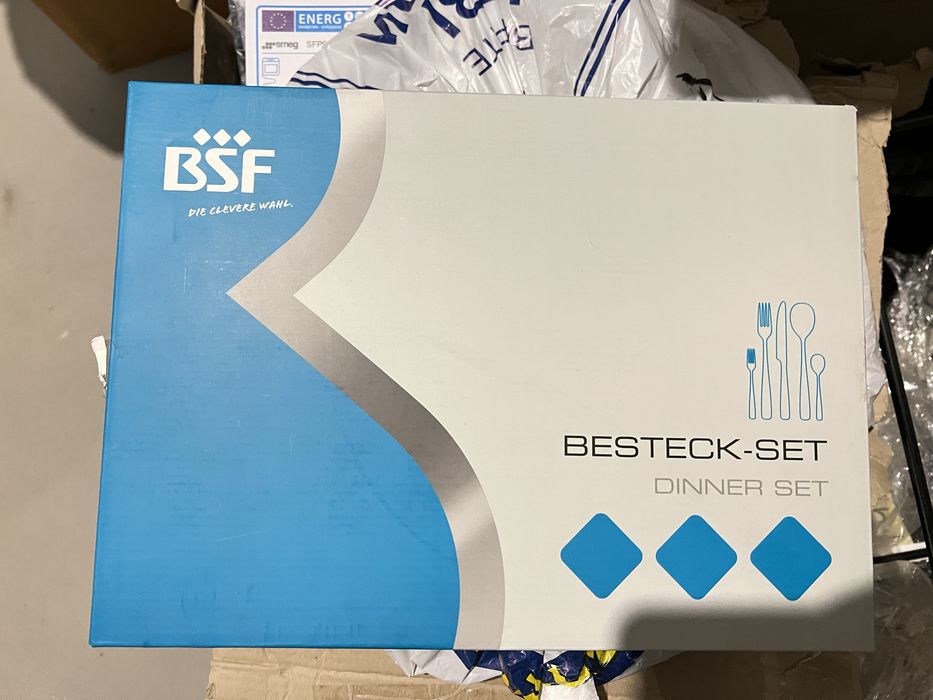 ENERG
smeg
BSF
DIE CLEVERE WAHL.
BESTECK-SET
DINNER SET